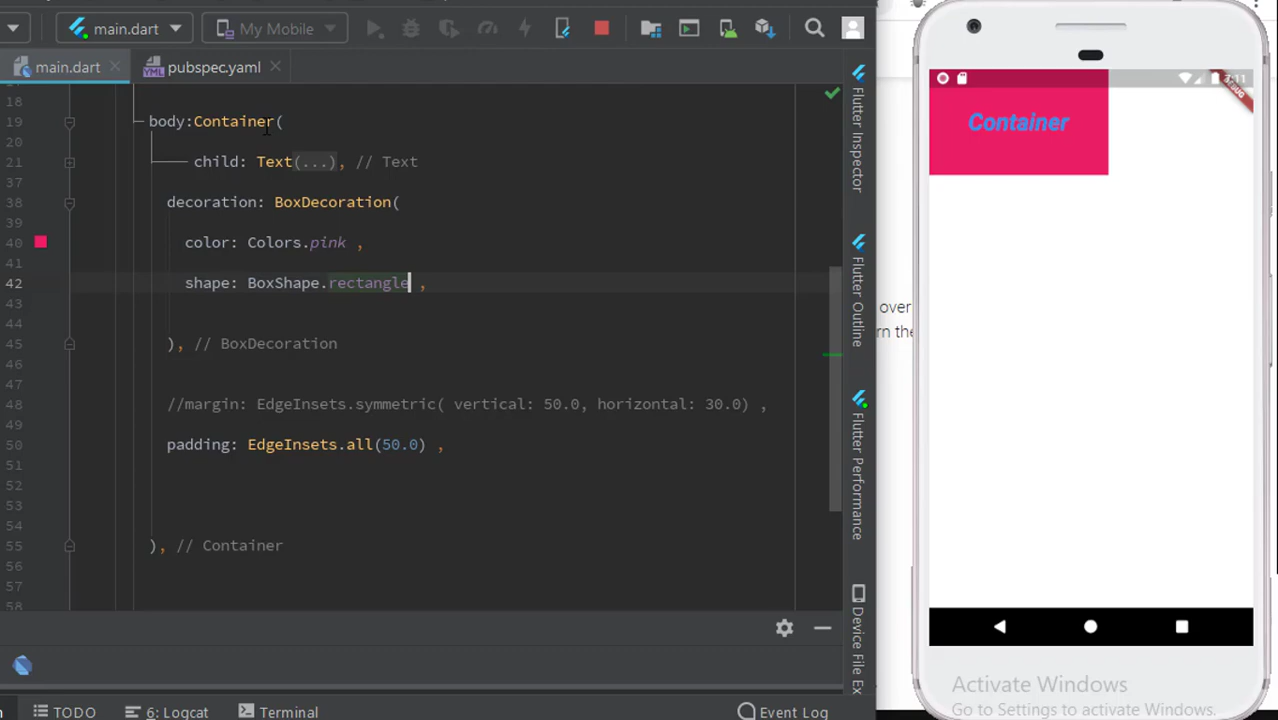 main.dart
My Mobile
main.dart
pubspec.yaml
18
19 body:Container(
20
21 child: Text(...), // Text
37
38 decoration: BoxDecoration(
39
40 color: Colors.pink ,
41
42 shape: BoxShape.rectangle ,
43
44
45 ), // BoxDecoration
46
47
48 //margin: EdgeInsets.symmetric( vertical: 50.0, horizontal: 30.0) ,
49
50 padding: EdgeInsets.all(50.0) ,
51
52
53
54
55 ), // Container
56
57
58
TODO
6: Logcat
Terminal
Event Log
Flutter Inspector
Flutter Outline
Flutter Performance
Device File Ex
over
rn the
7:11
DEBUG
Container
Activate Windows
Go to Settings to activate Windows.